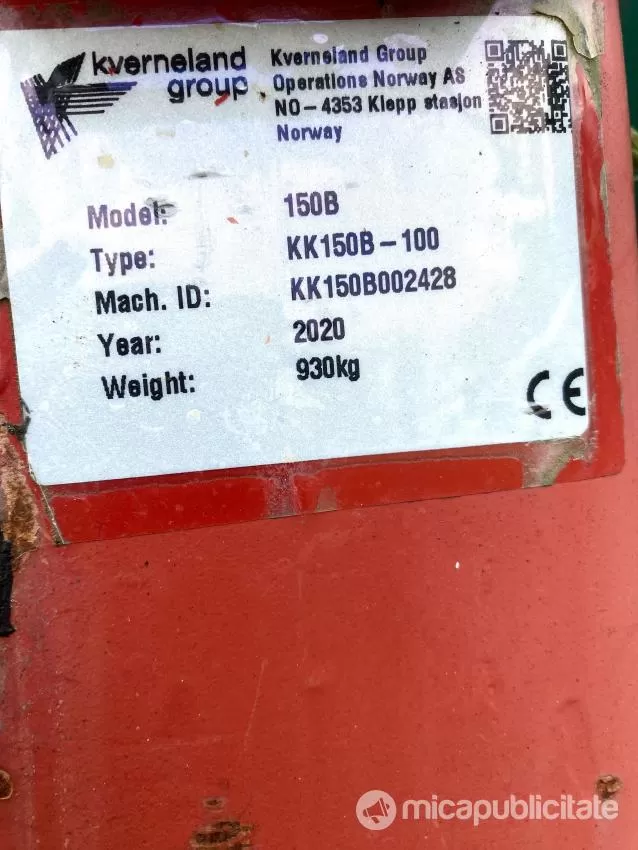 kverneland
group
Kverneland Group
Operations Norway AS
NO-4353 Klepp stasjon
Norway
Model: 150B
Type: KK150B-100
Mach. ID: KK150B002428
Year: 2020
Weight: 930kg
CE
micapublicitate